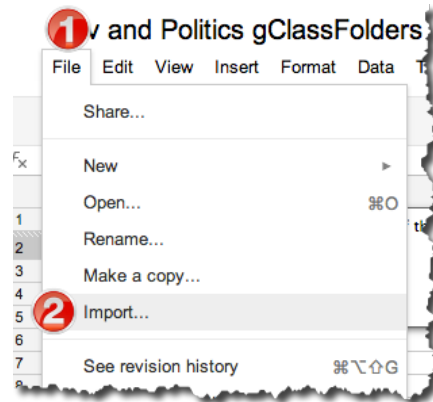 1 v and Politics gClassFolders
File Edit View Insert Format Data
Share...
fx
New ►
Open... ⌘O
1
Rename...
2
3 Make a copy...
4
2 Import...
5
6
7 See revision history ⌘⌥⇧G